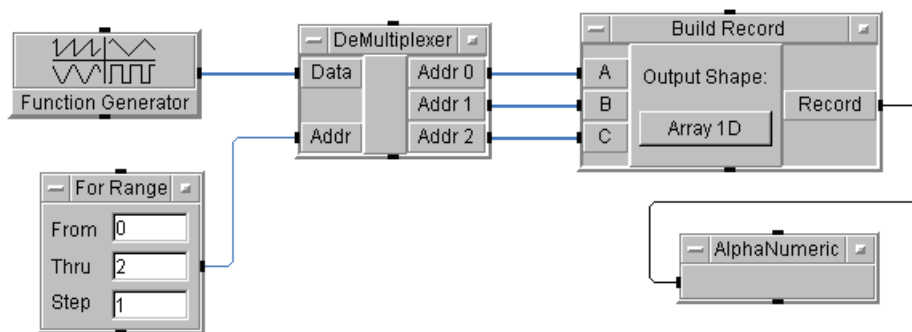 Function Generator
DeMultiplexer
Data
Addr
Addr 0
Addr 1
Addr 2
Build Record
A
B
C
Output Shape:
Array 1D
Record
For Range
From 0
Thru 2
Step 1
AlphaNumeric